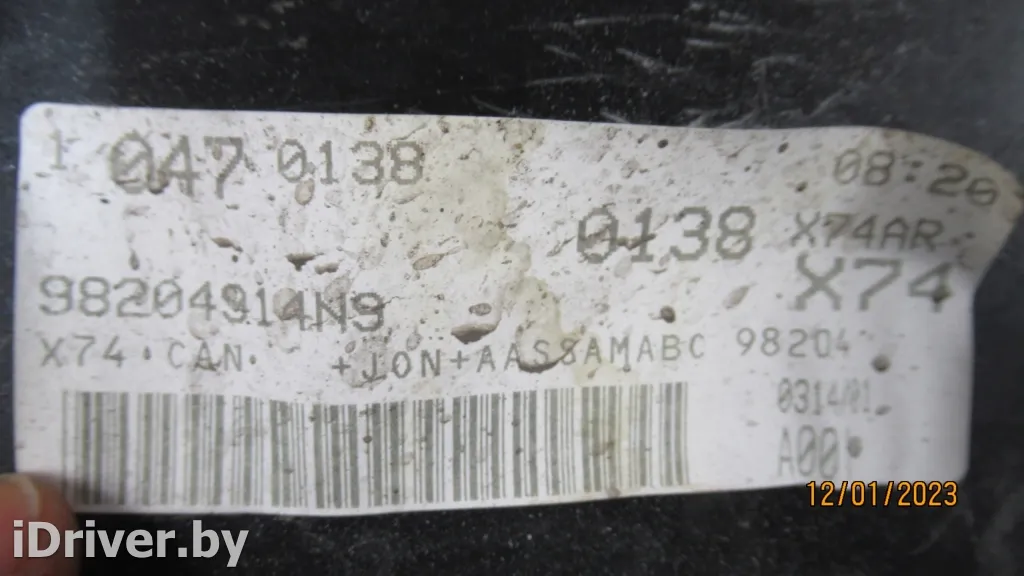 1 047 0138 08:20
0138 X74AR
98204914N9 X74
X74 CAN +JON+AASSAMABC 98204
0314/01
A00
12/01/2023
iDriver.by